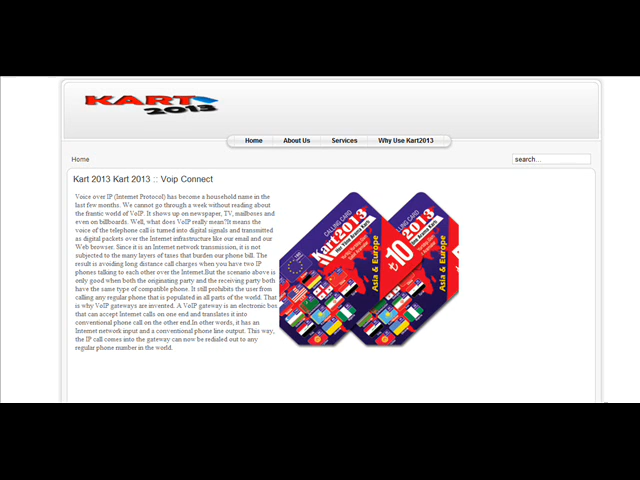 KART
2013
Home About Us Services Why Use Kart2013
Home
search...
Kart 2013 Kart 2013 :: Voip Connect
Voice over IP (Internet Protocol) has become a household name in the
last few months. We cannot go through a week without reading about
the frantic world of VoIP. It shows up on newspaper, TV, mailboses and
even on billboards. Well, what does VoIP really mean?It means the
voice of the telephone call is turned into digital signals and transmitted
as digital packets over the Internet infrastructure like our email and our
Web browser. Since it is an Internet network transmission, it is not
subjected to the many layers of taxes that burden our phone bill. The
result is avoiding long distance call charges when you have two IP
phones talking to each other over the Internet.But the scenario above is
only good when both the originating party and the receiving party both
have the same type of compatible phone. It still prohibits the user from
calling any regular phone that is populated in all parts of the world. That
is why VoIP gateways are invented. A VoIP gateway is an electronic box
that can accept Internet calls on one end and translates it into
conventional phone call on the other end.In other words, it has an
Internet network input and a conventional phone line output. This way,
the IP call comes into the gateway can now be redialed out to any
regular phone number in the world.
CALLING CARD
Kart2013
Asia & Europe
CALLING CARD
2013
10
Asia & Europe